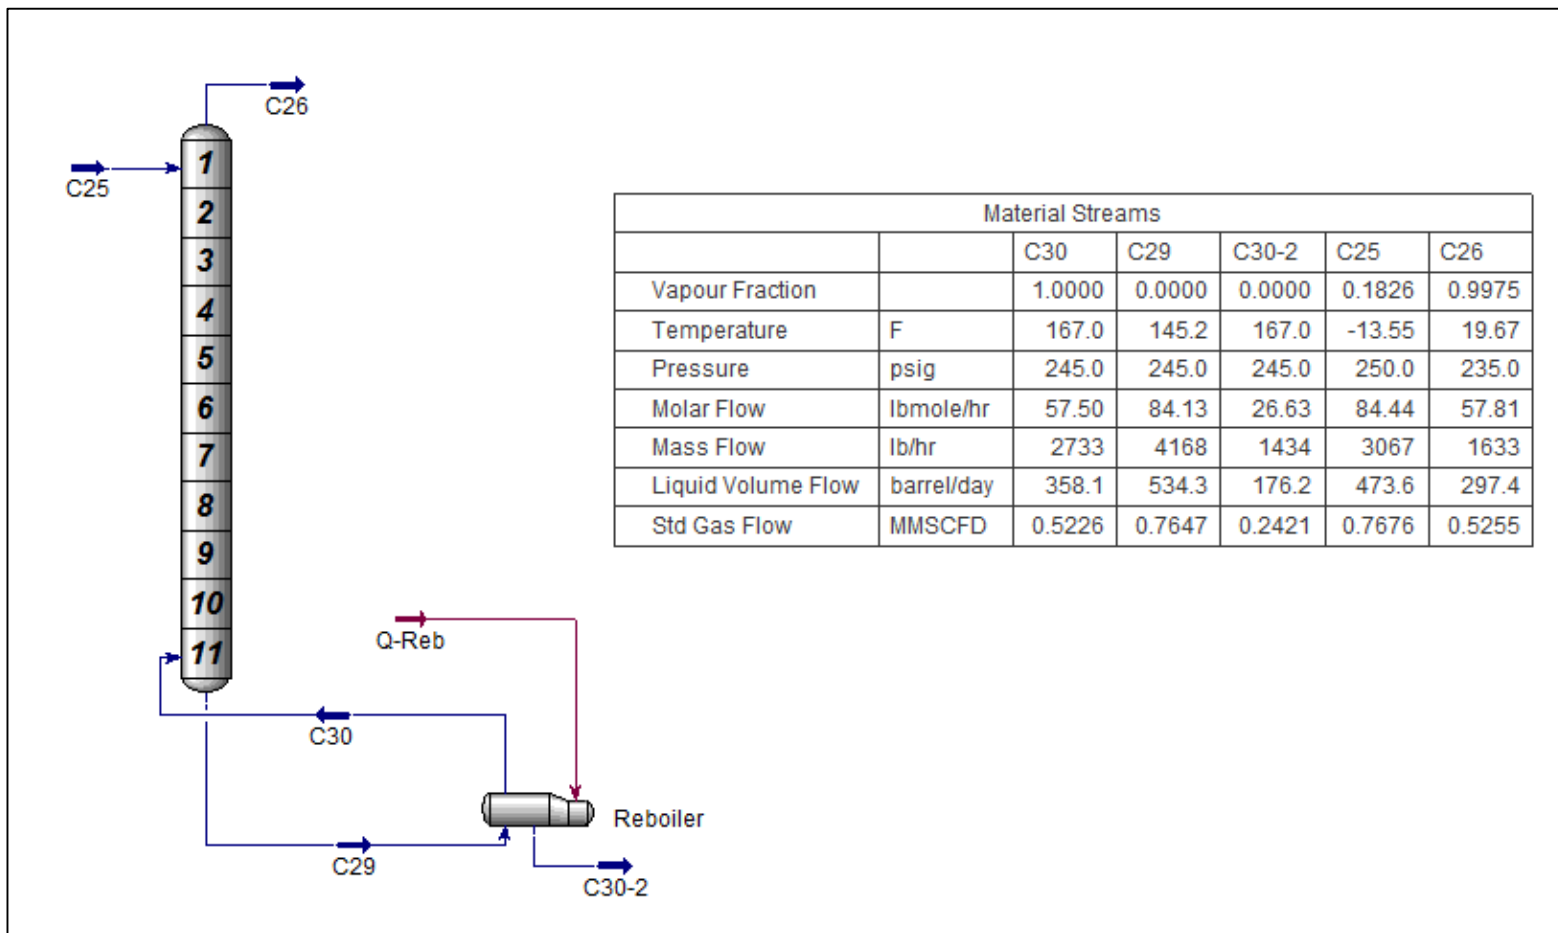 C26
C25
1
2
3
4
5
6
7
8
9
10
11
Material Streams
C30 C29 C30-2 C25 C26
Vapour Fraction 1.0000 0.0000 0.0000 0.1826 0.9975
Temperature F 167.0 145.2 167.0 -13.55 19.67
Pressure psig 245.0 245.0 245.0 250.0 235.0
Molar Flow lbmole/hr 57.50 84.13 26.63 84.44 57.81
Mass Flow lb/hr 2733 4168 1434 3067 1633
Liquid Volume Flow barrel/day 358.1 534.3 176.2 473.6 297.4
Std Gas Flow MMSCFD 0.5226 0.7647 0.2421 0.7676 0.5255
Q-Reb
C30
Reboiler
C29
C30-2